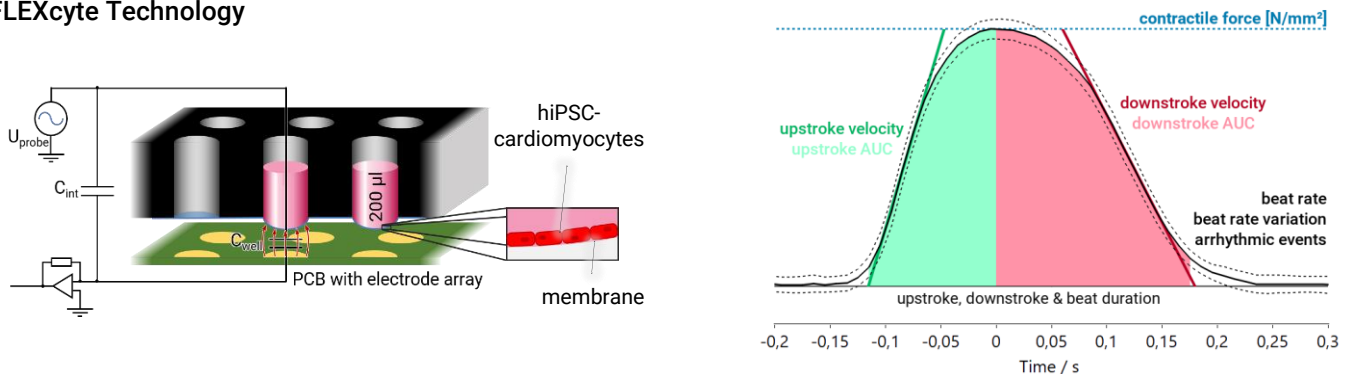 FLEXcyte Technology
Uprobe
Cint
Cwell
200 µl
PCB with electrode array
hiPSC-
cardiomyocytes
membrane
contractile force [N/mm²]
upstroke velocity
upstroke AUC
downstroke velocity
downstroke AUC
beat rate
beat rate variation
arrhythmic events
upstroke, downstroke & beat duration
-0,2 -0,15 -0,1 -0,05 0 0,05 0,1 0,15 0,2 0,25 0,3
Time / s